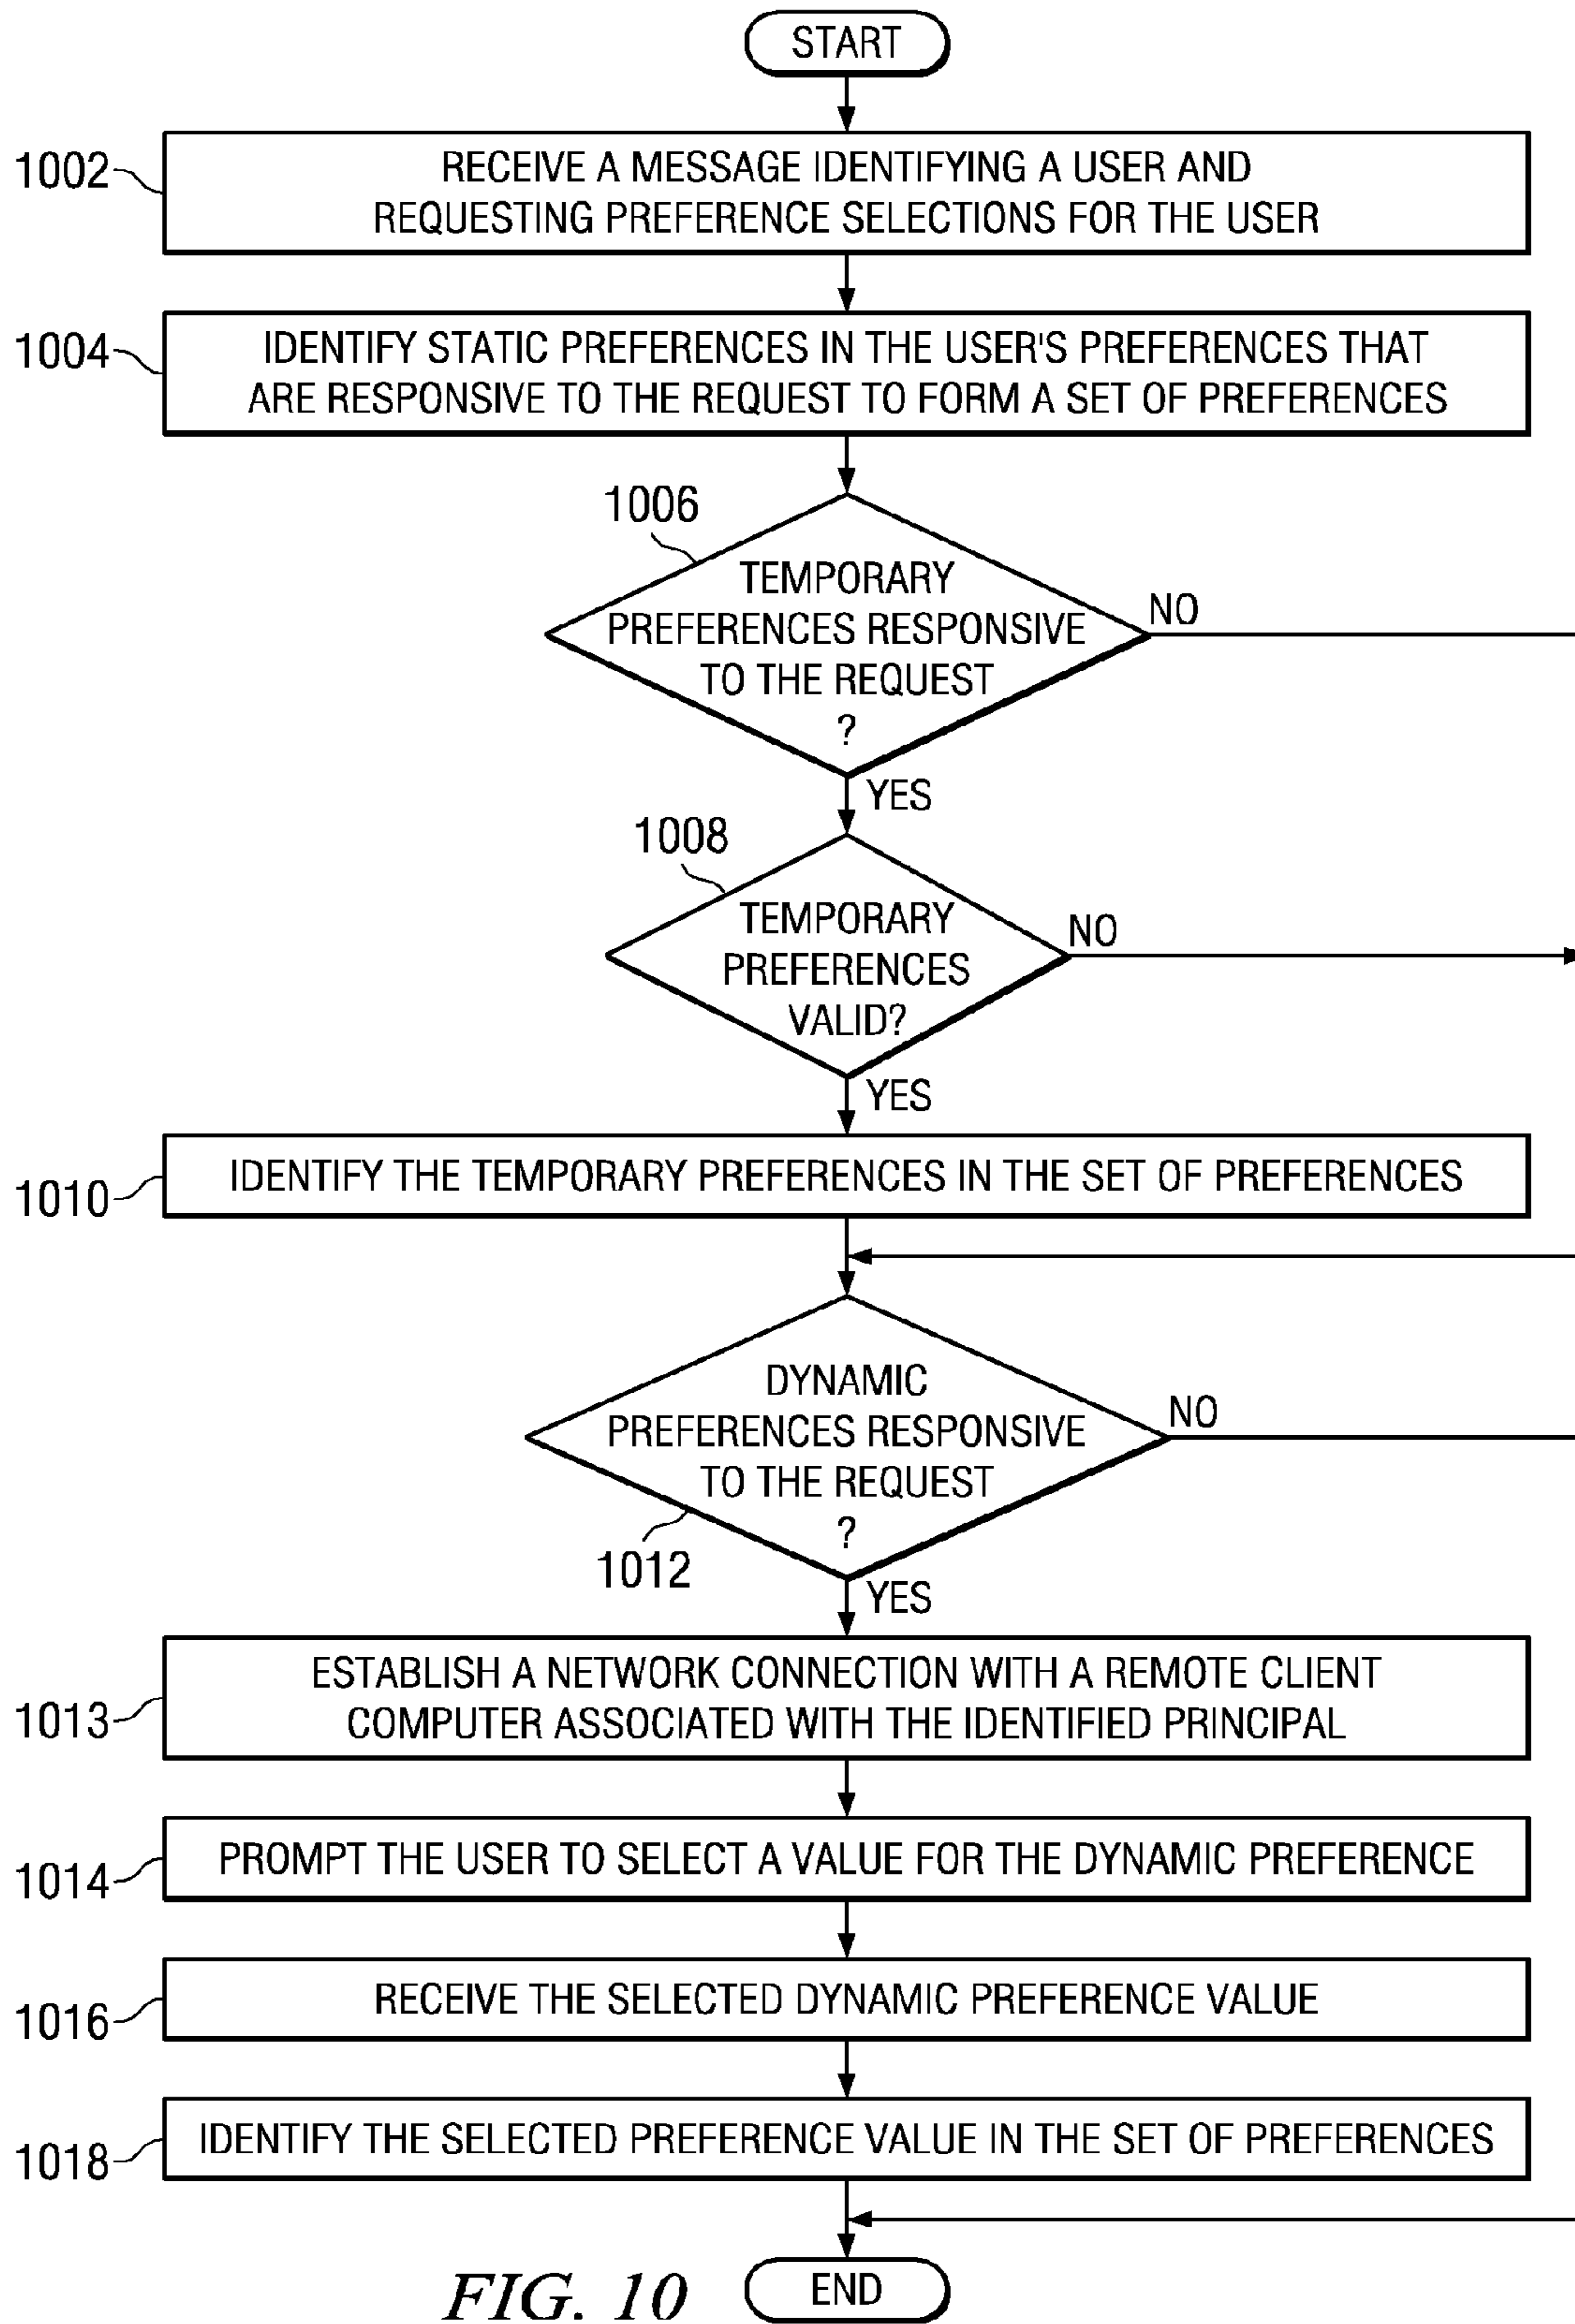 START
1002
RECEIVE A MESSAGE IDENTIFYING A USER AND
REQUESTING PREFERENCE SELECTIONS FOR THE USER
1004
IDENTIFY STATIC PREFERENCES IN THE USER'S PREFERENCES THAT
ARE RESPONSIVE TO THE REQUEST TO FORM A SET OF PREFERENCES
1006
TEMPORARY
PREFERENCES RESPONSIVE
TO THE REQUEST
?
NO
YES
1008
TEMPORARY
PREFERENCES
VALID?
NO
YES
1010
IDENTIFY THE TEMPORARY PREFERENCES IN THE SET OF PREFERENCES
DYNAMIC
PREFERENCES RESPONSIVE
TO THE REQUEST
?
NO
1012
YES
1013
ESTABLISH A NETWORK CONNECTION WITH A REMOTE CLIENT
COMPUTER ASSOCIATED WITH THE IDENTIFIED PRINCIPAL
1014
PROMPT THE USER TO SELECT A VALUE FOR THE DYNAMIC PREFERENCE
1016
RECEIVE THE SELECTED DYNAMIC PREFERENCE VALUE
1018
IDENTIFY THE SELECTED PREFERENCE VALUE IN THE SET OF PREFERENCES
FIG. 10
END